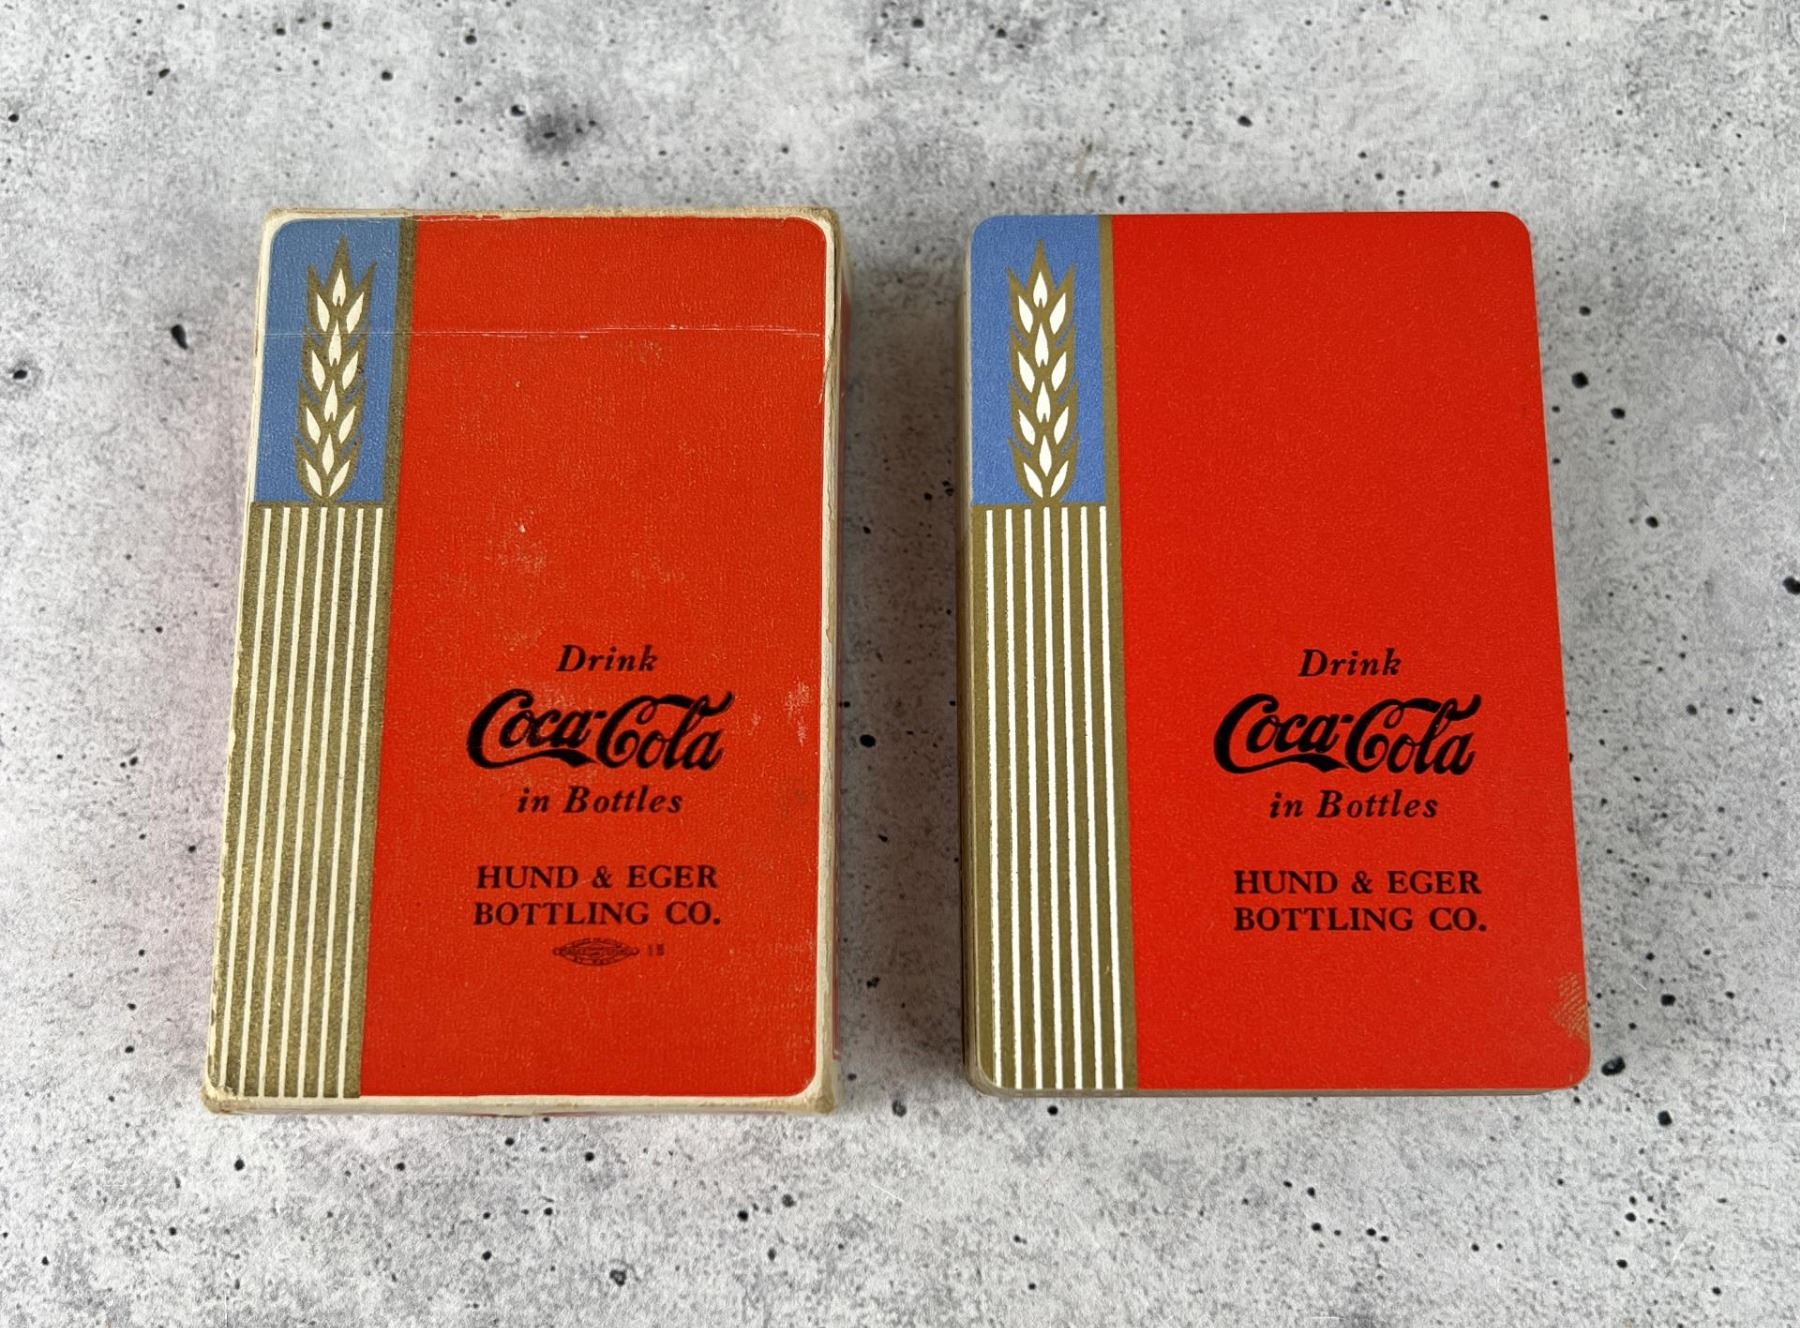 Drink
Coca-Cola
in Bottles
HUND & EGER
BOTTLING CO.
Drink
Coca-Cola
in Bottles
HUND & EGER
BOTTLING CO.